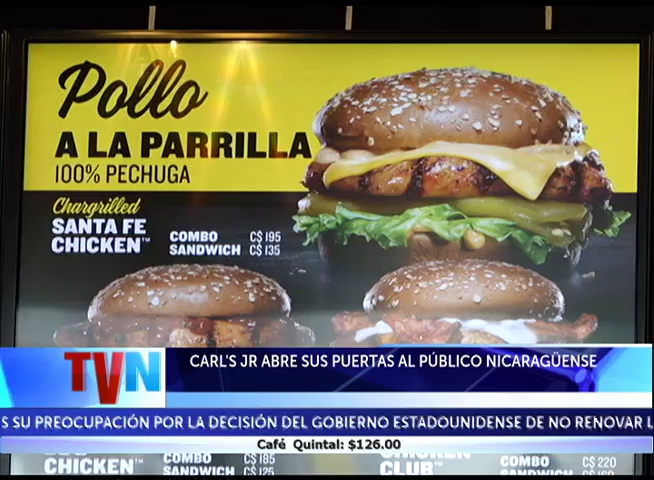 Pollo
A LA PARRILLA
100% PECHUGA
Chargrilled
SANTA FE
CHICKEN™
COMBO C$ 195
SANDWICH C$ 135
TVN
CARL'S JR ABRE SUS PUERTAS AL PÚBLICO NICARAGÜENSE
S SU PREOCUPACIÓN POR LA DECISIÓN DEL GOBIERNO ESTADOUNIDENSE DE NO RENOVAR L
Café Quintal: $126.00
CHICKEN™
COMBO C$ 185
SANDWICH C$ 125
CHICKEN
CLUB™
COMBO C$ 220
SANDWICH